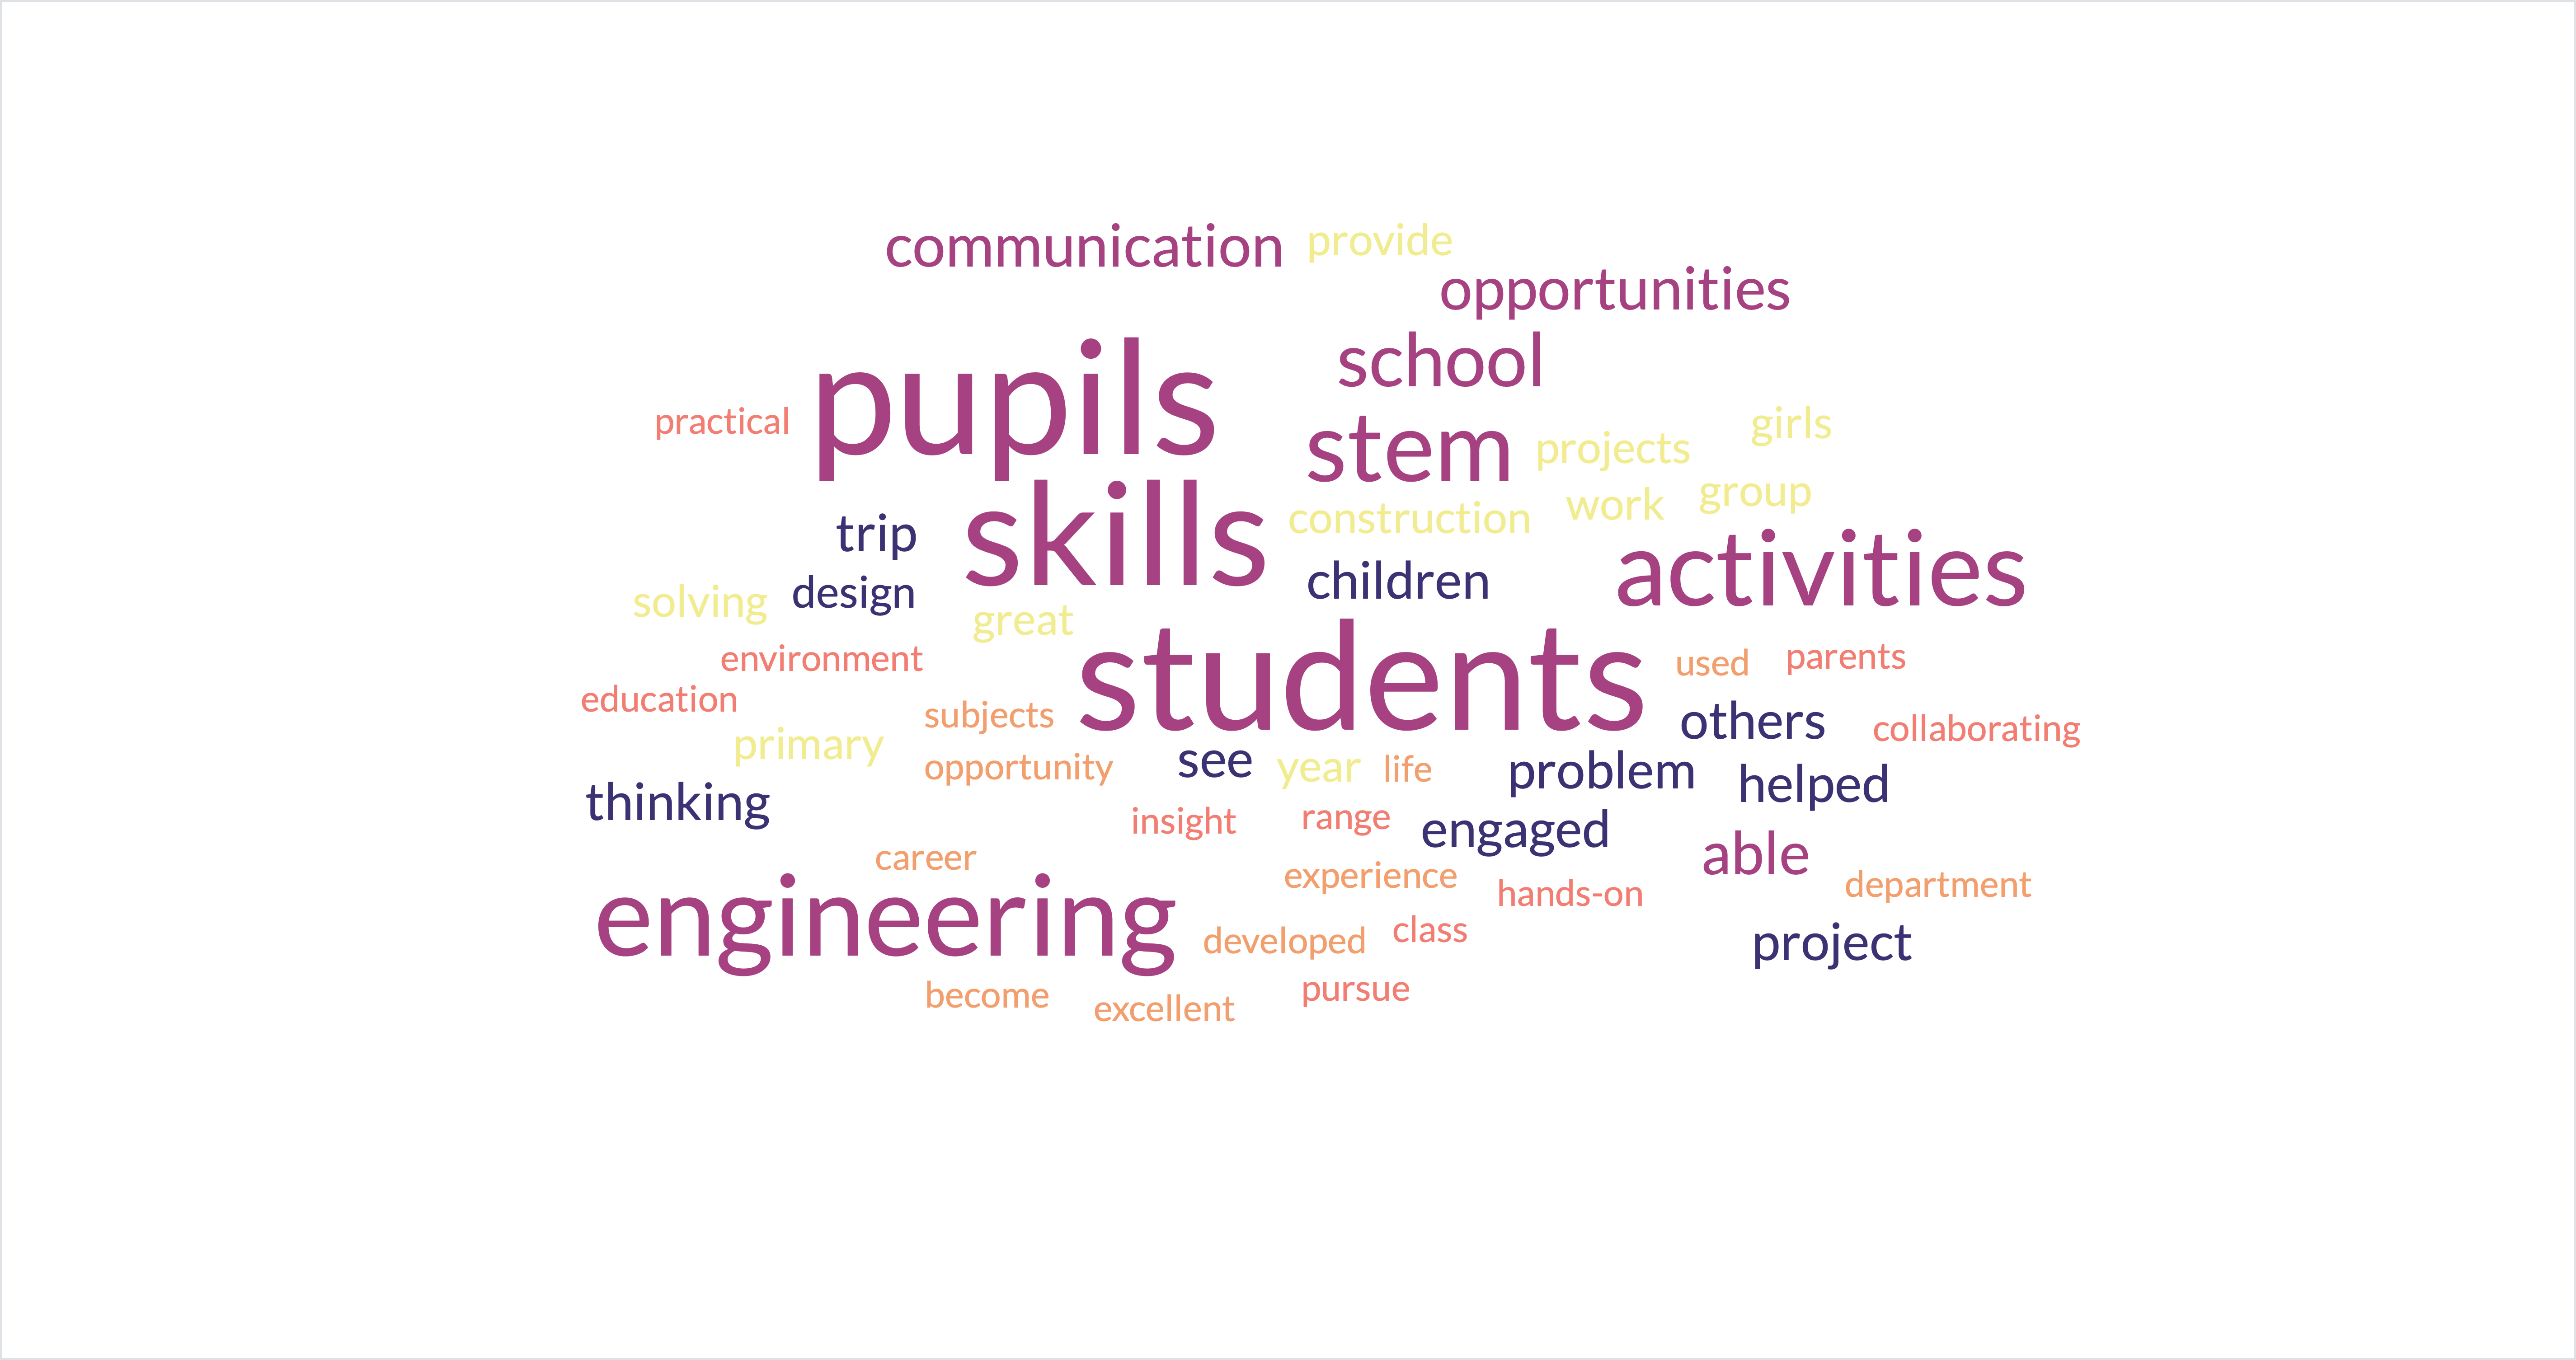 communication
provide
opportunities
school
pupils
practical
stem
projects
girls
skills
construction
work
group
trip
children
activities
solving
design
great
students
environment
used
parents
education
subjects
others
collaborating
primary
opportunity
see
year
life
problem
helped
thinking
insight
range
engaged
able
career
experience
hands-on
department
engineering
developed
class
project
become
excellent
pursue